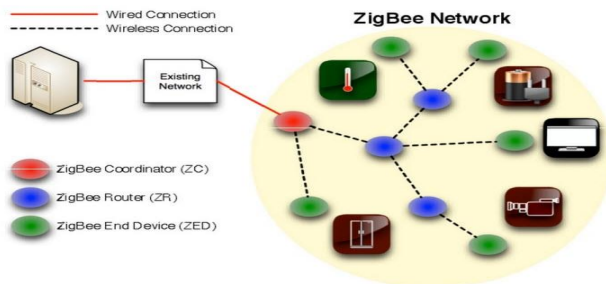 Wired Connection
Wireless Connection
ZigBee Network
Existing
Network
ZigBee Coordinator (ZC)
ZigBee Router (ZR)
ZigBee End Device (ZED)